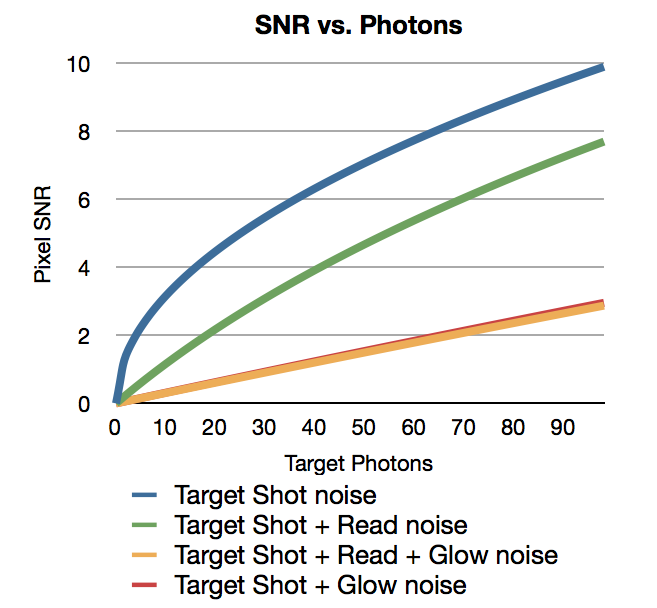 SNR vs. Photons
10
8
6
4
2
0
Pixel SNR
0 10 20 30 40 50 60 70 80 90
Target Photons
Target Shot noise
Target Shot + Read noise
Target Shot + Read + Glow noise
Target Shot + Glow noise